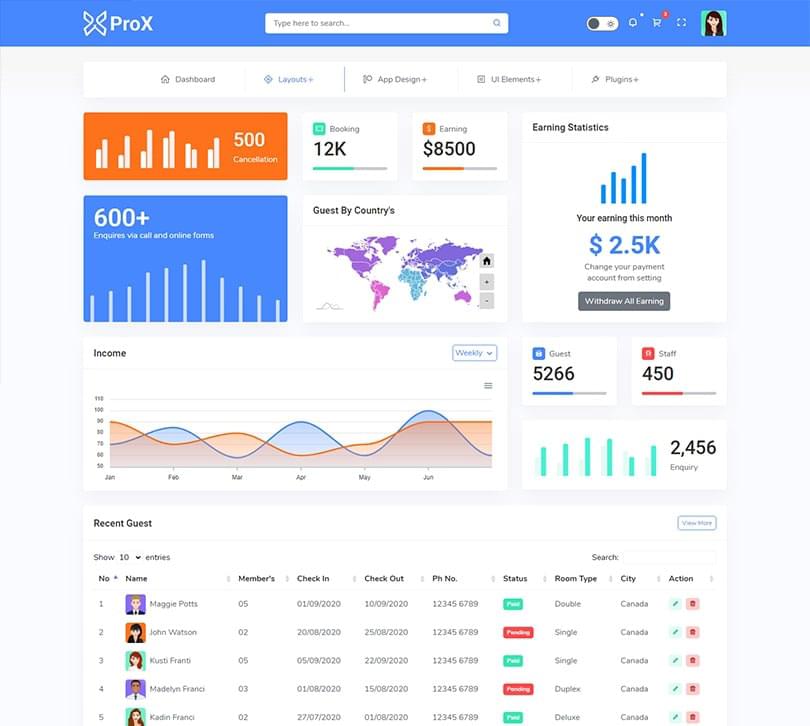 ProX
Type here to search...
3
Dashboard
Layouts+
App Design+
UI Elements+
Plugins+
500
Cancellation
Booking
12K
Earning
$8500
Earning Statistics
Your earning this month
$ 2.5K
Change your payment
account from setting
Withdraw All Earning
600+
Enquires via call and online forms
Guest By Country's
+
-
Income
Weekly
110
100
90
80
70
60
50
Jan Feb Mar Apr May Jun
Guest
5266
Staff
450
2,456
Enquiry
Recent Guest
View More
Show 10 entries
Search:
No Name Member's Check In Check Out Ph No. Status Room Type City Action
1 Maggie Potts 05 01/09/2020 10/09/2020 12345 6789 Paid Double Canada
2 John Watson 02 20/08/2020 25/08/2020 12345 6789 Pending Single Canada
3 Kusti Franti 05 05/09/2020 22/09/2020 12345 6789 Paid Single Canada
4 Madelyn Franci 03 01/08/2020 15/08/2020 12345 6789 Pending Duplex Canada
5 Kadin Franci 02 27/07/2020 01/08/2020 12345 6789 Paid Deluxe Canada